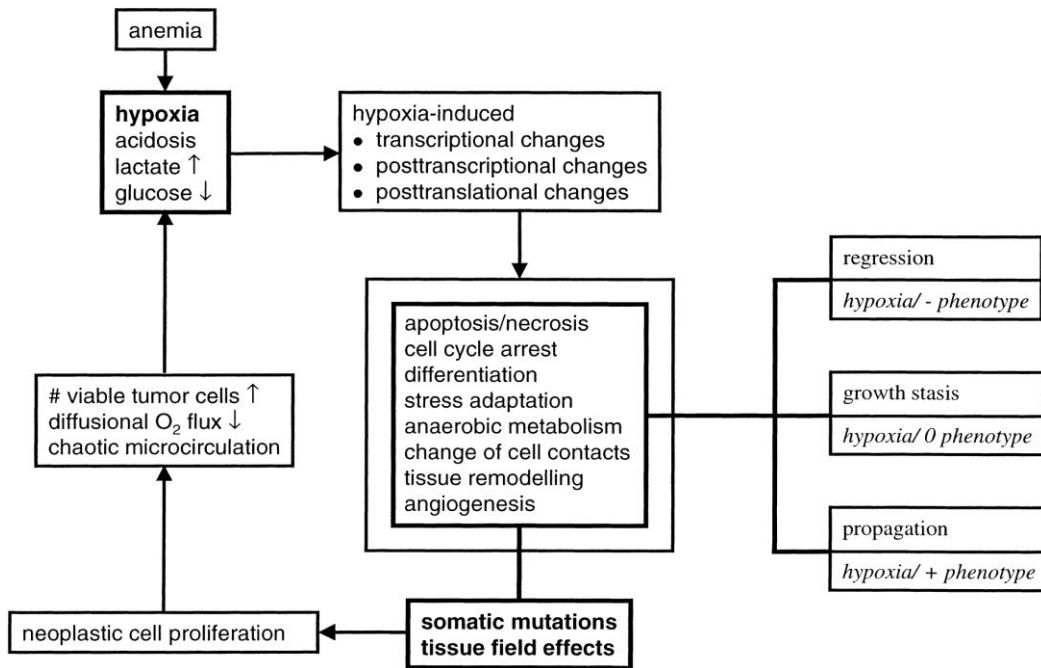 anemia
hypoxia
acidosis
lactate ↑
glucose ↓
hypoxia-induced
• transcriptional changes
• posttranscriptional changes
• posttranslational changes
apoptosis/necrosis
cell cycle arrest
differentiation
stress adaptation
anaerobic metabolism
change of cell contacts
tissue remodelling
angiogenesis
regression
hypoxia/ - phenotype
growth stasis
hypoxia/ 0 phenotype
propagation
hypoxia/ + phenotype
# viable tumor cells ↑
diffusional O₂ flux ↓
chaotic microcirculation
neoplastic cell proliferation
somatic mutations
tissue field effects